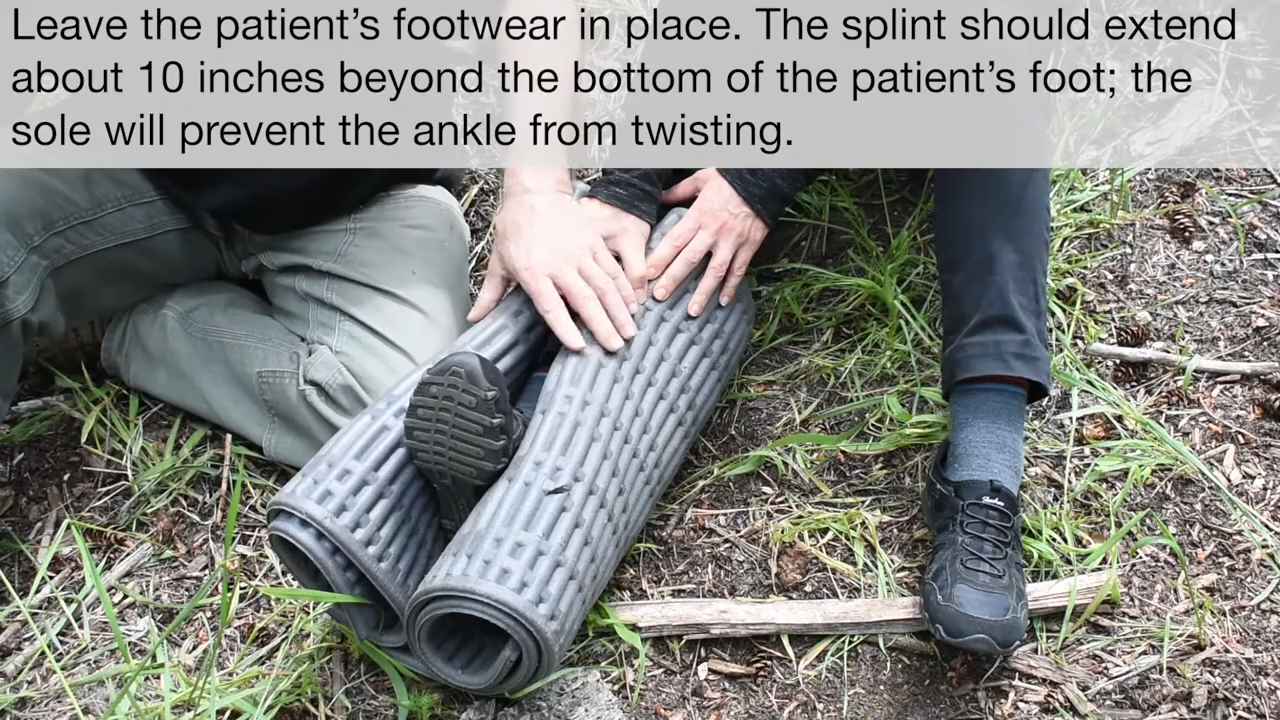 Leave the patient’s footwear in place. The splint should extend
about 10 inches beyond the bottom of the patient’s foot; the
sole will prevent the ankle from twisting.